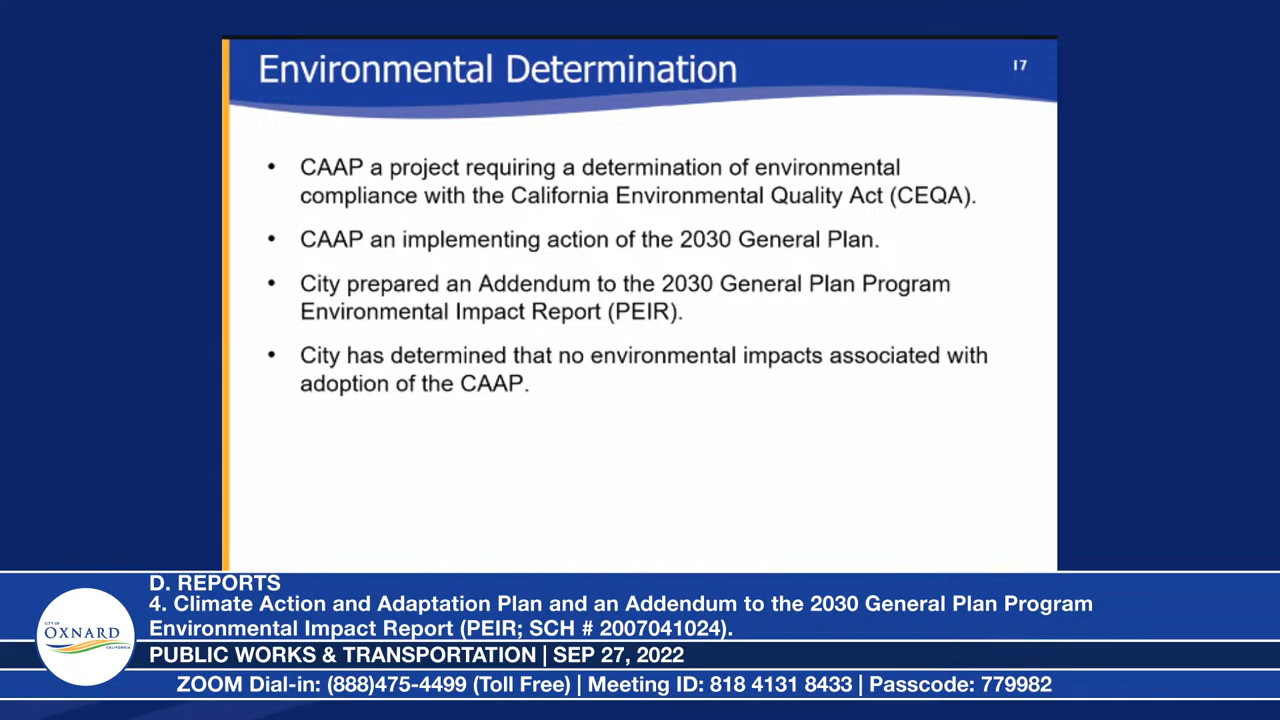 Environmental Determination
17
• CAAP a project requiring a determination of environmental
compliance with the California Environmental Quality Act (CEQA).
• CAAP an implementing action of the 2030 General Plan.
• City prepared an Addendum to the 2030 General Plan Program
Environmental Impact Report (PEIR).
• City has determined that no environmental impacts associated with
adoption of the CAAP.
D. REPORTS
4. Climate Action and Adaptation Plan and an Addendum to the 2030 General Plan Program
Environmental Impact Report (PEIR; SCH # 2007041024).
PUBLIC WORKS & TRANSPORTATION | SEP 27, 2022
ZOOM Dial-in: (888)475-4499 (Toll Free) | Meeting ID: 818 4131 8433 | Passcode: 779982
CITY OF
OXNARD
CALIFORNIA